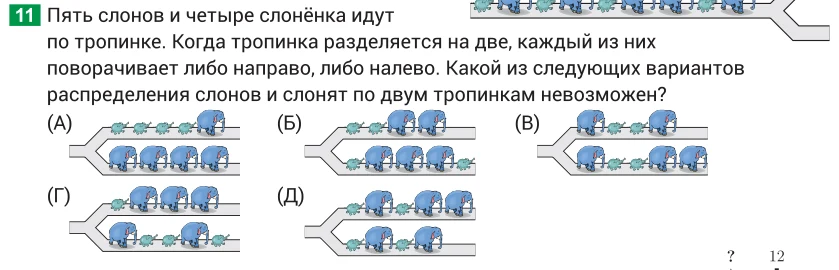 11 Пять слонов и четыре слонёнка идут
по тропинке. Когда тропинка разделяется на две, каждый из них
поворачивает либо направо, либо налево. Какой из следующих вариантов
распределения слонов и слонят по двум тропинкам невозможен?
(А) (Б) (В)
(Г) (Д)
? 12